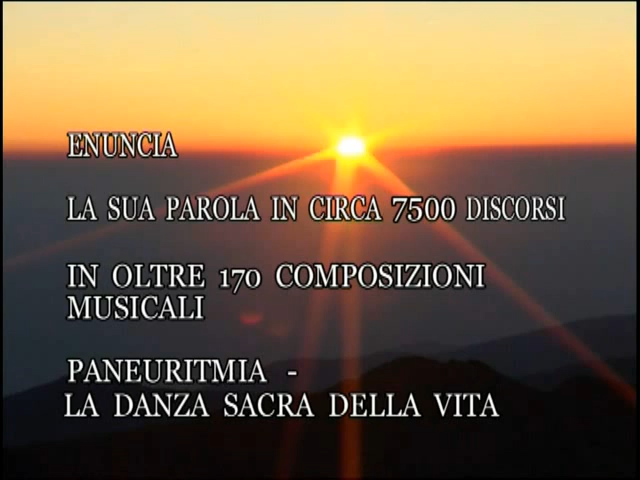 ENUNCIA
LA SUA PAROLA IN CIRCA 7500 DISCORSI
IN OLTRE 170 COMPOSIZIONI
MUSICALI
PANEURITMIA -
LA DANZA SACRA DELLA VITA